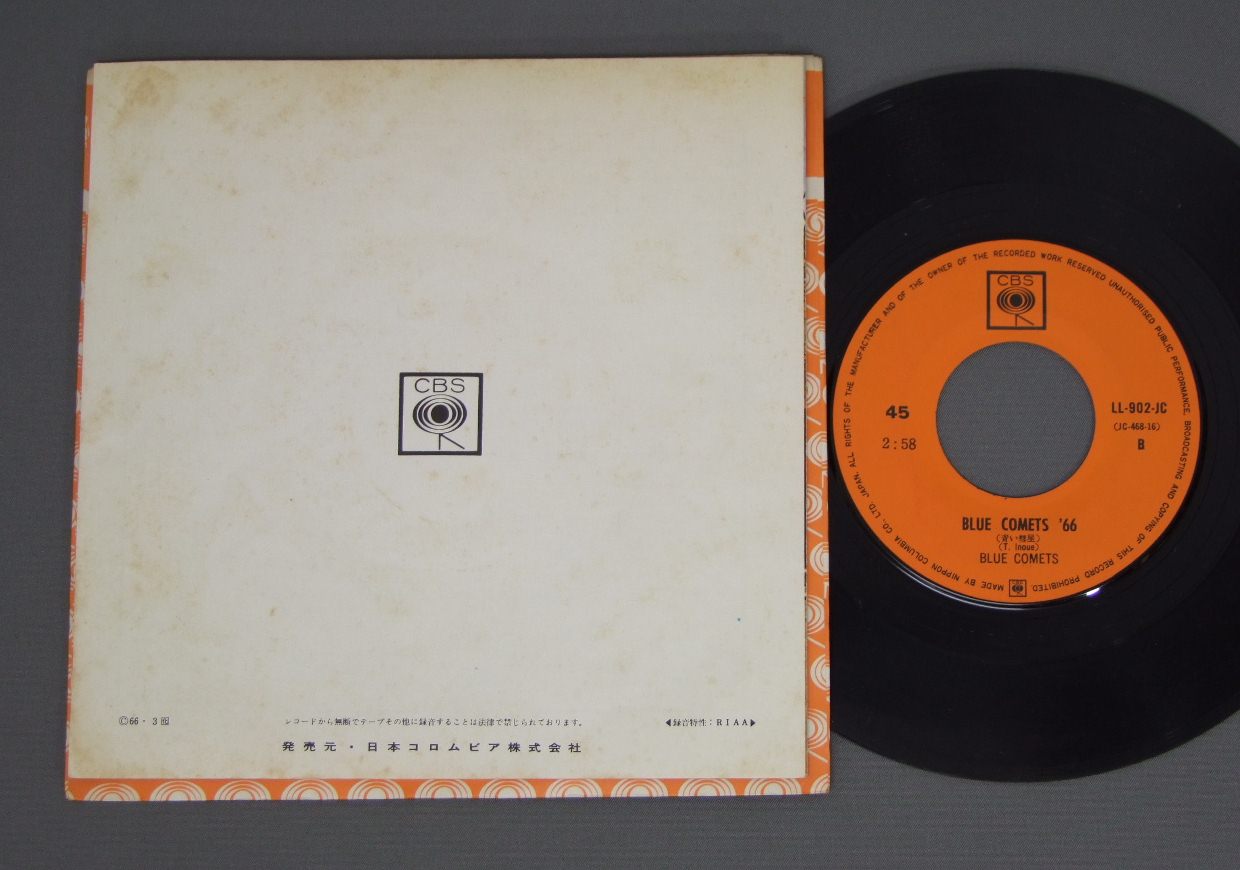 CBS
©66・3
レコードから無断でテープその他に録音することは法律で禁じられております。
◀録音特性:RIAA▶
発売元・日本コロムビア株式会社
MADE BY NIPPON COLUMBIA CO., LTD. JAPAN, ALL RIGHTS OF THE MANUFACTURER AND OF THE OWNER OF THE RECORDED WORK RESERVED UNAUTHORISED PUBLIC PERFORMANCE, BROADCASTING AND COPYING OF THIS RECORD PROHIBITED.
CBS
45
2:58
LL-902-JC
(JC-468-16)
B
BLUE COMETS '66
(青い彗星)
(T. Inoue)
BLUE COMETS
CBS